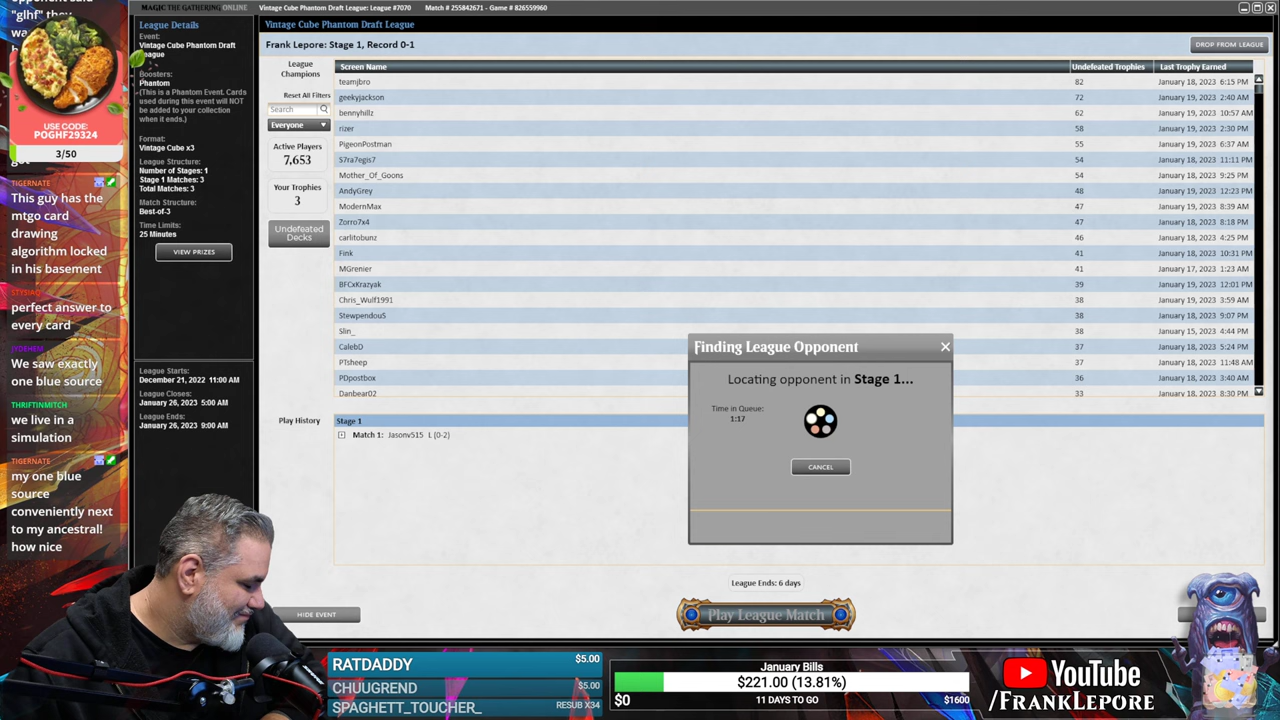 opponent said
"glhf" they
USE CODE:
POGHF29324
3/50
TIGERNATE
This guy has the
mtgo card
drawing
algorithm locked
in his basement
perfect answer to
every card
We saw exactly
one blue source
THRIFTINMITCH
we live in a
simulation
TIGERNATE
my one blue
source
conveniently next
to my ancestral!
how nice
MAGIC THE GATHERING ONLINE
Vintage Cube Phantom Draft League: League #7070 Match # 255842671 - Game # 826559960
League Details
Event:
Vintage Cube Phantom Draft
League
Boosters:
Phantom
(This is a Phantom Event. Cards
used during this event will NOT
be added to your collection
when it ends.)
Format:
Vintage Cube x3
League Structure:
Number of Stages: 1
Stage 1 Matches: 3
Total Matches: 3
Match Structure:
Best-of-3
Time Limits:
25 Minutes
VIEW PRIZES
League Starts:
December 21, 2022 11:00 AM
League Closes:
January 26, 2023 5:00 AM
League Ends:
January 26, 2023 9:00 AM
Vintage Cube Phantom Draft League
Frank Lepore: Stage 1, Record 0-1
DROP FROM LEAGUE
League
Champions
Reset All Filters
Search
Everyone
Active Players
7,653
Your Trophies
3
Undefeated
Decks
Screen Name Undefeated Trophies Last Trophy Earned
teamjbro 82 January 18, 2023 6:15 PM
geekyjackson 72 January 19, 2023 2:40 AM
bennyhillz 62 January 19, 2023 10:57 AM
rizer 58 January 19, 2023 2:30 PM
PigeonPostman 55 January 19, 2023 6:37 AM
S7ra7egis7 54 January 18, 2023 11:11 PM
Mother_Of_Goons 54 January 18, 2023 9:25 PM
AndyGrey 48 January 19, 2023 12:23 PM
ModernMax 47 January 19, 2023 8:39 AM
Zorro7x4 47 January 18, 2023 8:18 PM
carlitobunz 46 January 18, 2023 4:25 PM
Fink 41 January 18, 2023 10:31 PM
MGrenier 41 January 17, 2023 1:23 AM
BFCxKrazyak 39 January 19, 2023 12:01 PM
Chris_Wulf1991 38 January 19, 2023 3:59 AM
StewpendouS 38 January 18, 2023 9:07 PM
Slin_ 38 January 15, 2023 4:44 PM
CalebD 37 January 18, 2023 5:24 PM
PTsheep 37 January 18, 2023 11:48 AM
PDpostbox 36 January 19, 2023 3:40 AM
Danbear02 33 January 18, 2023 8:30 PM
Finding League Opponent
Locating opponent in Stage 1...
Time in Queue:
1:17
CANCEL
Play History
Stage 1
Match 1: Jasonv515 L (0-2)
League Ends: 6 days
HIDE EVENT
Play League Match
RATDADDY $5.00
CHUUGREND $5.00
SPAGHETT_TOUCHER_ RESUB X34
January Bills
$221.00 (13.81%)
$0
11 DAYS TO GO
$1600
YouTube
/FrankLepore